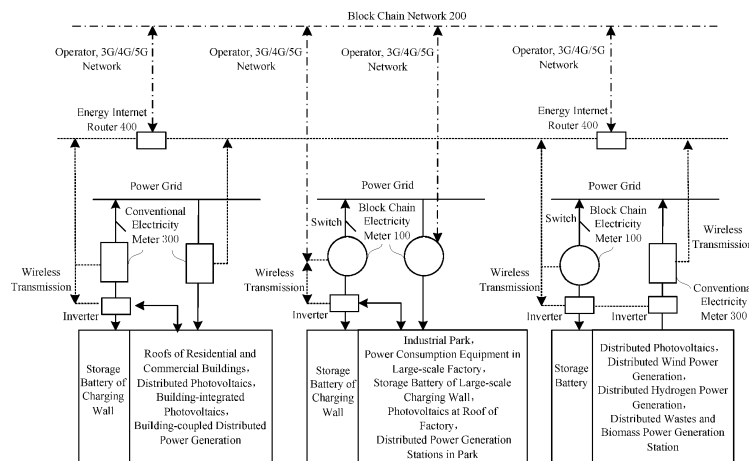 Block Chain Network 200
Operator, 3G/4G/5G
Network
Operator, 3G/4G/5G
Network
Operator, 3G/4G/5G
Network
Operator, 3G/4G/5G
Network
Energy Internet
Router 400
Energy Internet
Router 400
Power Grid
Conventional
Electricity
Meter 300
Wireless
Transmission
Inverter
Storage
Battery of
Charging
Wall
Roofs of Residential and
Commercial Buildings,
Distributed Photovoltaics,
Building-integrated
Photovoltaics,
Building-coupled Distributed
Power Generation
Power Grid
Switch
Block Chain
Electricity
Meter 100
Wireless
Transmission
Inverter
Storage
Battery of
Charging
Wall
Industrial Park,
Power Consumption Equipment in
Large-scale Factory,
Storage Battery of Large-scale
Charging Wall,
Photovoltaics at Roof of
Factory,
Distributed Power Generation
Stations in Park
Power Grid
Switch
Block Chain
Electricity
Meter 100
Wireless
Transmission
Wireless
Transmission
Conventional
Electricity
Meter 300
Inverter
Inverter
Storage
Battery
Distributed Photovoltaics,
Distributed Wind Power
Generation,
Distributed Hydrogen Power
Generation,
Distributed Wastes and
Biomass Power Generation
Station